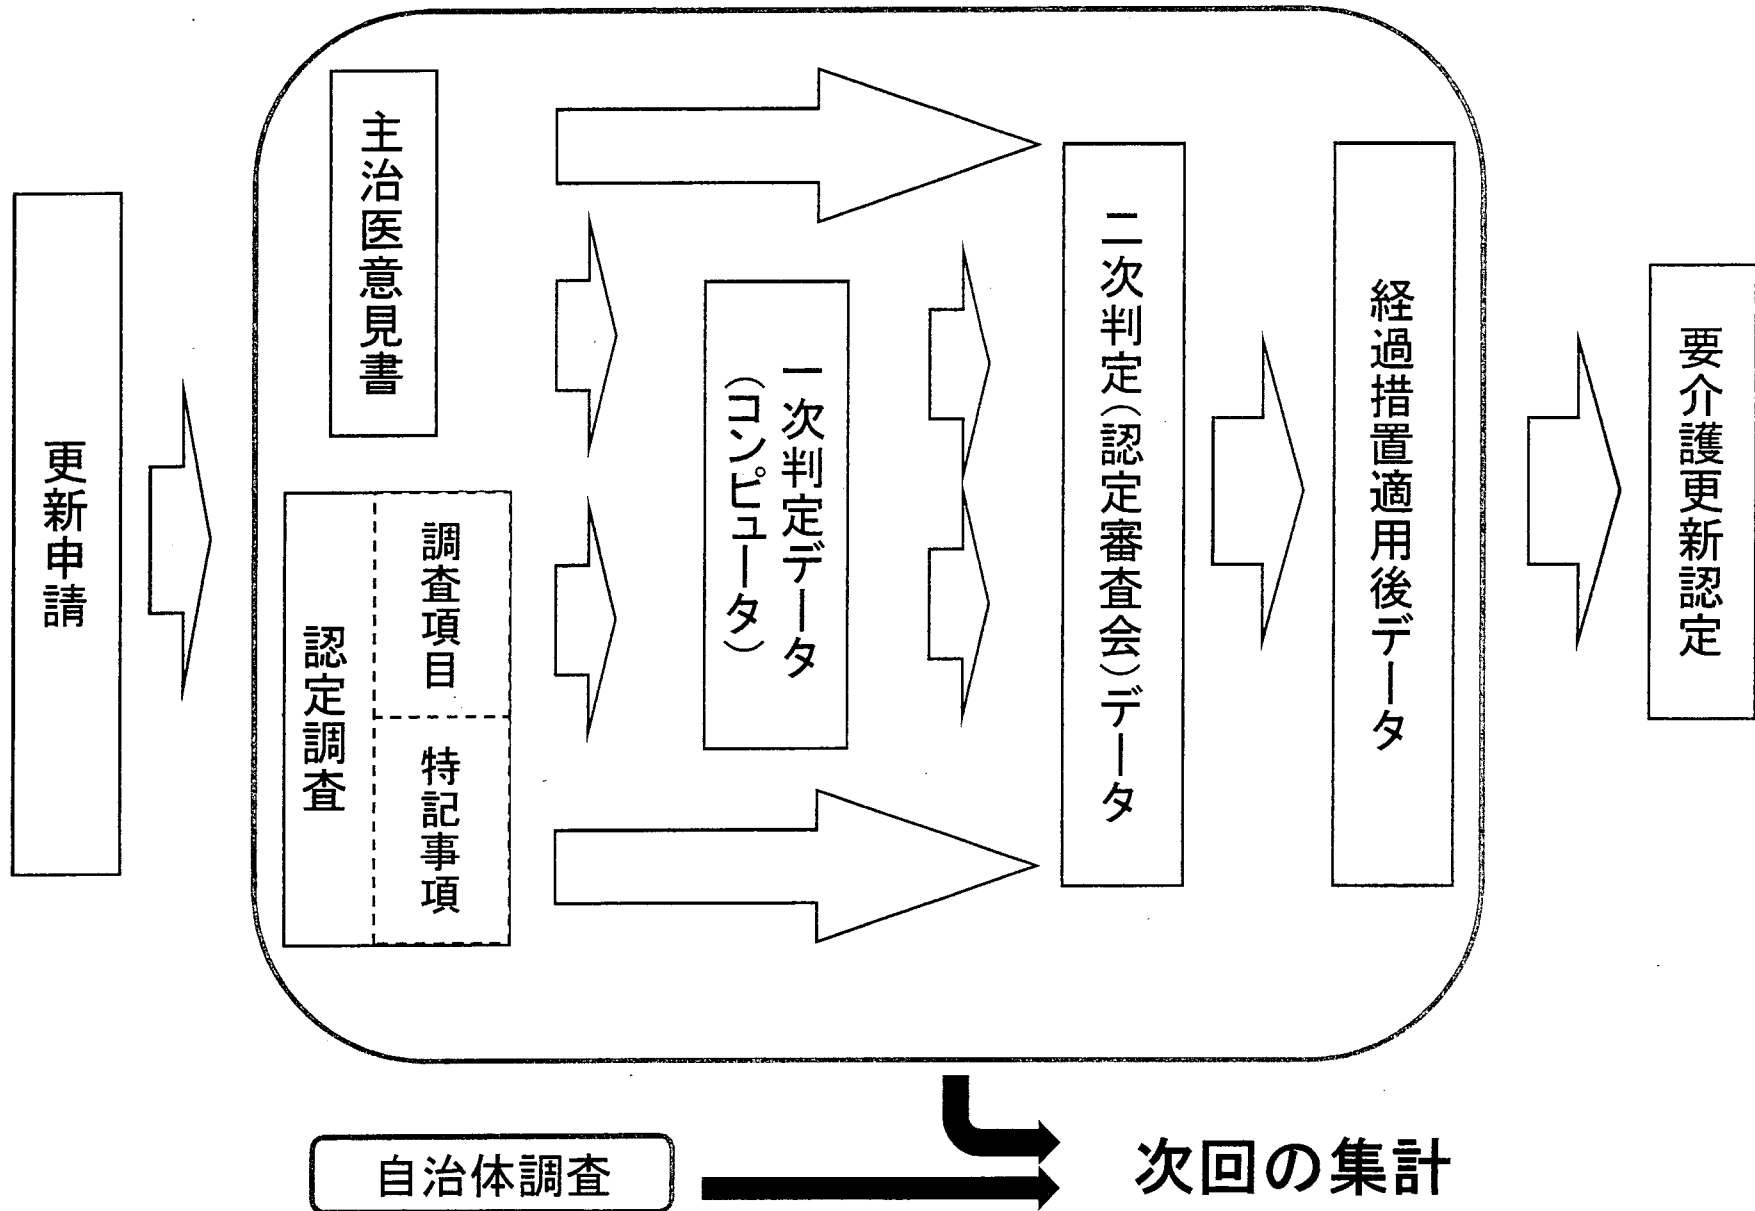 更新申請
主治医意見書
認定調査
調査項目
特記事項
一次判定データ
(コンピュータ)
二次判定(認定審査会)データ
経過措置適用後データ
要介護更新認定
自治体調査
次回の集計